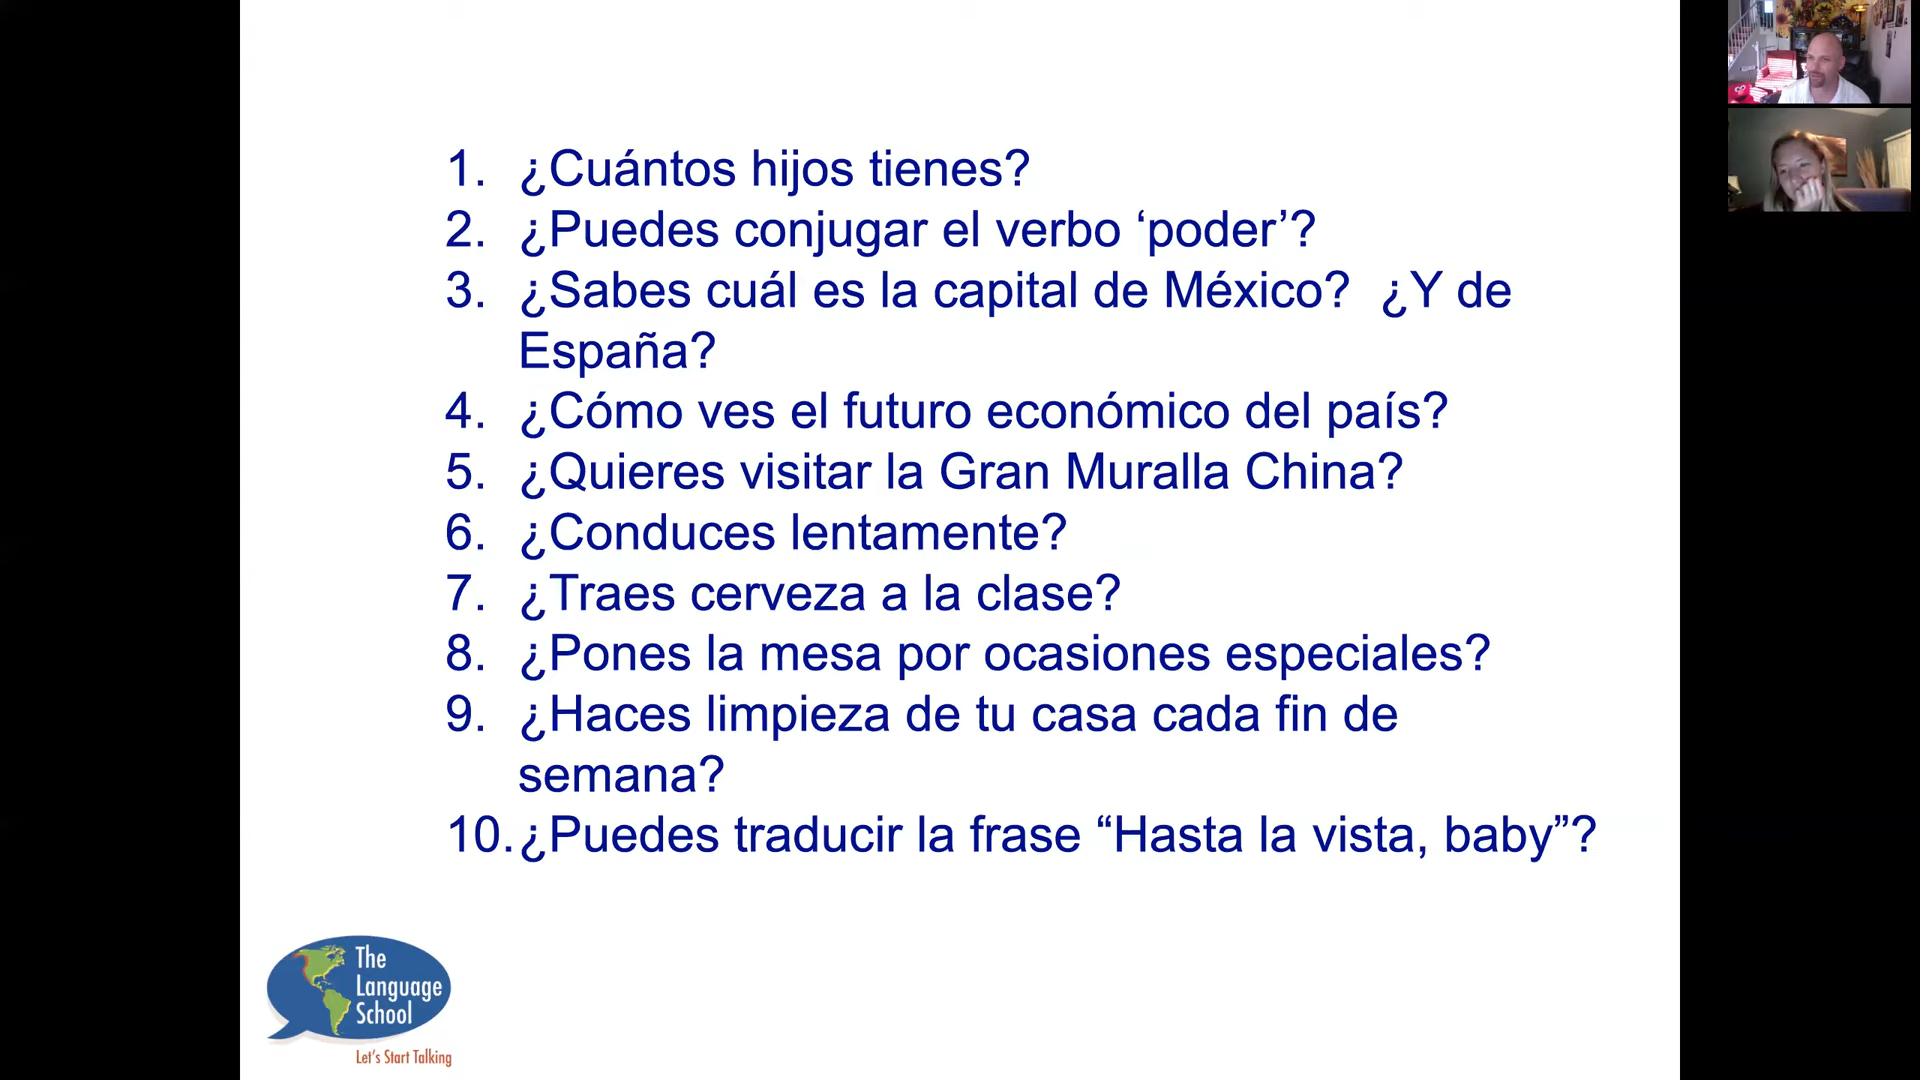 1. ¿Cuántos hijos tienes?
2. ¿Puedes conjugar el verbo ‘poder’?
3. ¿Sabes cuál es la capital de México?  ¿Y de
España?
4. ¿Cómo ves el futuro económico del país?
5. ¿Quieres visitar la Gran Muralla China?
6. ¿Conduces lentamente?
7. ¿Traes cerveza a la clase?
8. ¿Pones la mesa por ocasiones especiales?
9. ¿Haces limpieza de tu casa cada fin de
semana?
10. ¿Puedes traducir la frase “Hasta la vista, baby”?
The
Language
School
Let's Start Talking